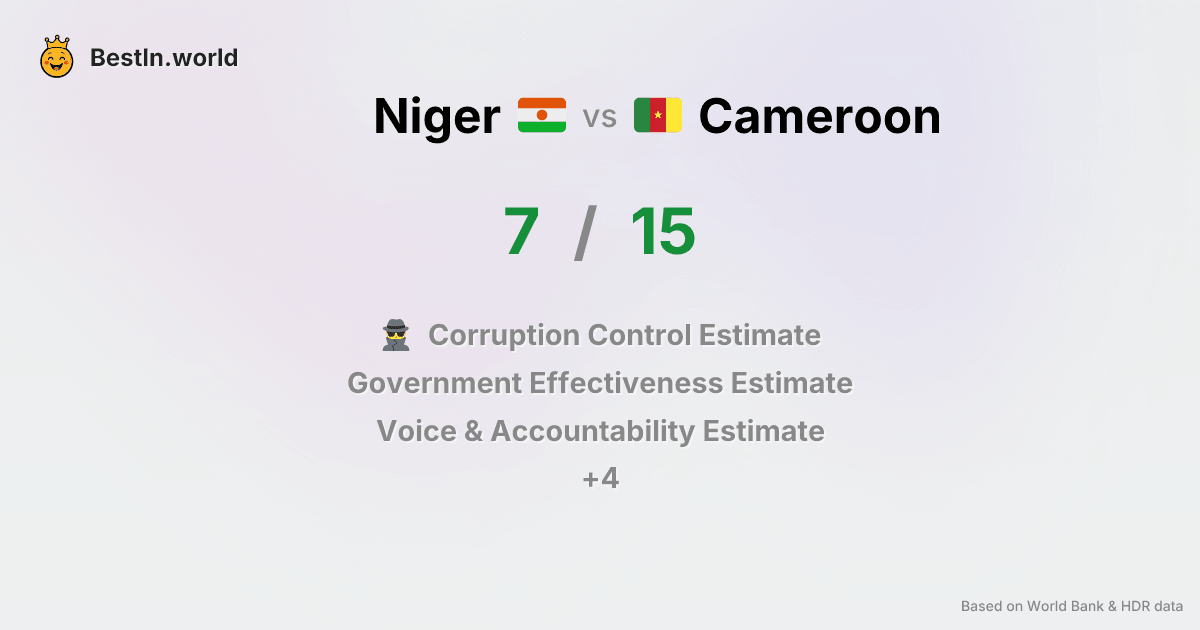 BestIn.world
Niger vs Cameroon
7 / 15
Corruption Control Estimate
Government Effectiveness Estimate
Voice & Accountability Estimate
+4
Based on World Bank & HDR data